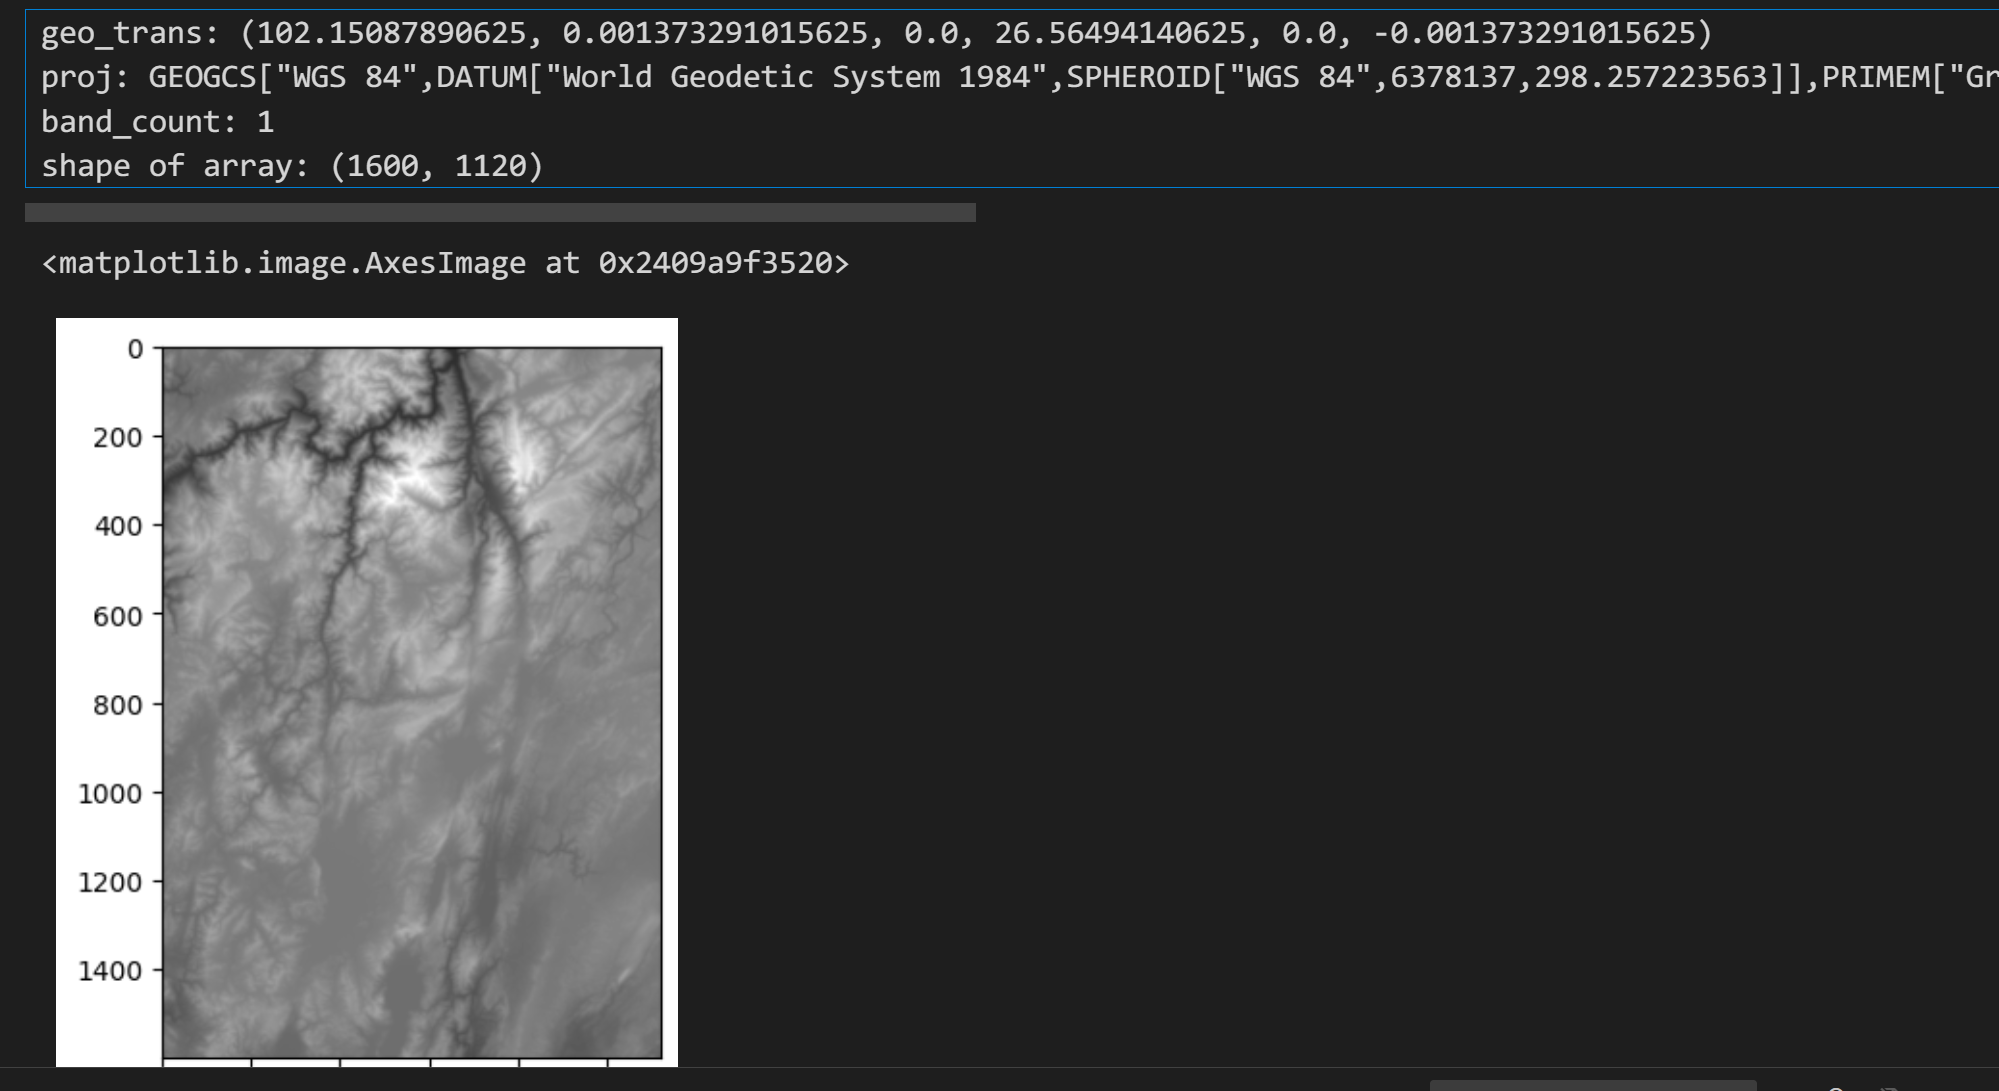 geo_trans: (102.15087890625, 0.001373291015625, 0.0, 26.56494140625, 0.0, -0.001373291015625)
proj: GEOGCS["WGS 84",DATUM["World Geodetic System 1984",SPHEROID["WGS 84",6378137,298.257223563]],PRIMEM["Gr
band_count: 1
shape of array: (1600, 1120)
<matplotlib.image.AxesImage at 0x2409a9f3520>
0
200
400
600
800
1000
1200
1400